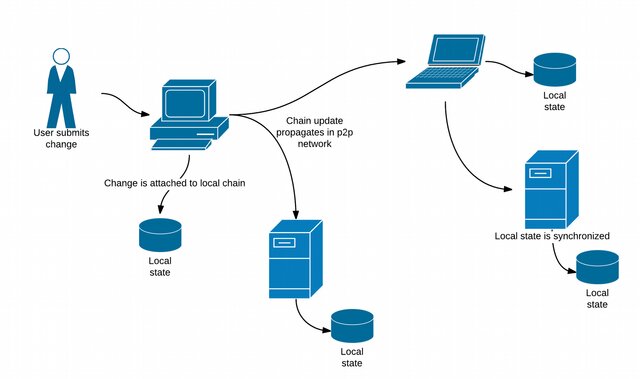 User submits
change
Chain update
propagates in p2p
network
Local
state
Change is attached to local chain
Local
state
Local state is synchronized
Local
state
Local
state